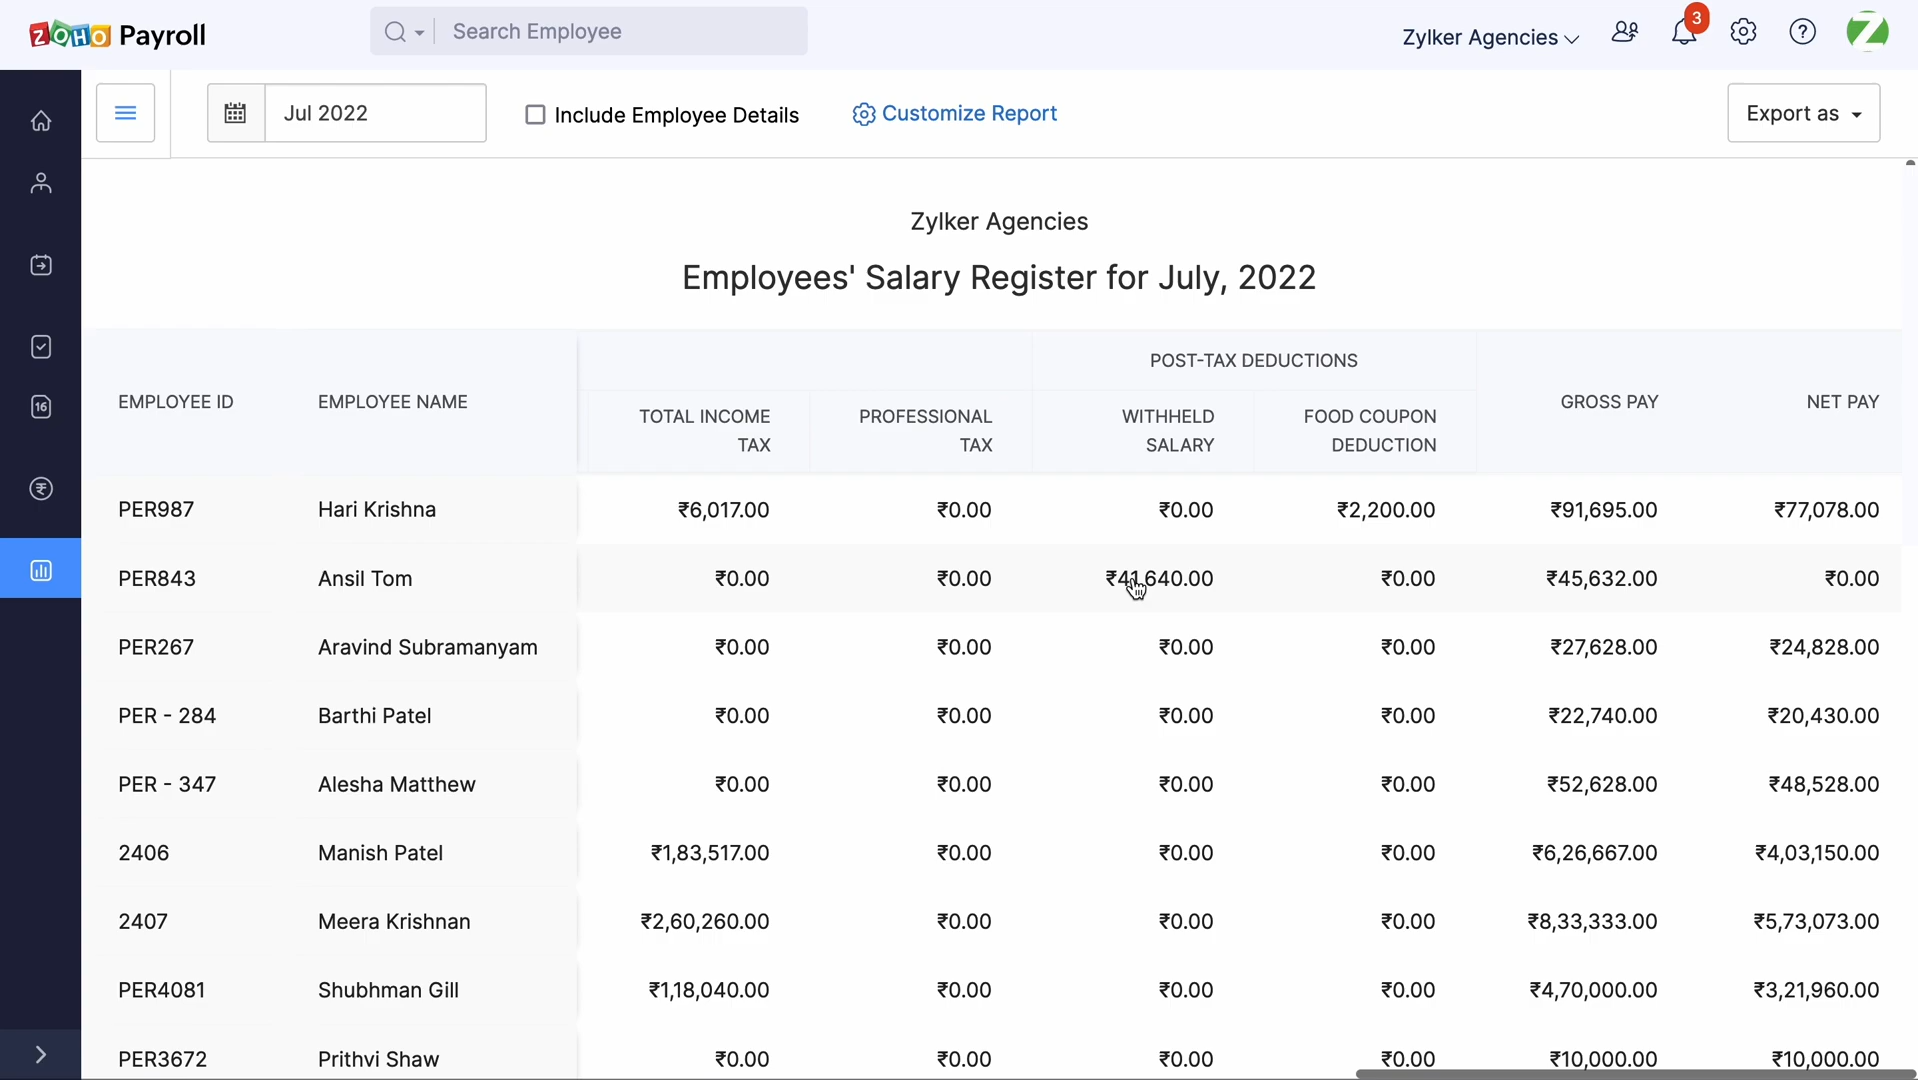 ZOHO Payroll
Search Employee
Zylker Agencies
3
Jul 2022
Include Employee Details
Customize Report
Export as
16
Zylker Agencies
Employees' Salary Register for July, 2022
POST-TAX DEDUCTIONS
EMPLOYEE ID EMPLOYEE NAME GROSS PAY NET PAY
TOTAL INCOME PROFESSIONAL WITHHELD FOOD COUPON
TAX TAX SALARY DEDUCTION
PER987 Hari Krishna ₹6,017.00 ₹0.00 ₹0.00 ₹2,200.00 ₹91,695.00 ₹77,078.00
PER843 Ansil Tom ₹0.00 ₹0.00 ₹41,640.00 ₹0.00 ₹45,632.00 ₹0.00
PER267 Aravind Subramanyam ₹0.00 ₹0.00 ₹0.00 ₹0.00 ₹27,628.00 ₹24,828.00
PER - 284 Barthi Patel ₹0.00 ₹0.00 ₹0.00 ₹0.00 ₹22,740.00 ₹20,430.00
PER - 347 Alesha Matthew ₹0.00 ₹0.00 ₹0.00 ₹0.00 ₹52,628.00 ₹48,528.00
2406 Manish Patel ₹1,83,517.00 ₹0.00 ₹0.00 ₹0.00 ₹6,26,667.00 ₹4,03,150.00
2407 Meera Krishnan ₹2,60,260.00 ₹0.00 ₹0.00 ₹0.00 ₹8,33,333.00 ₹5,73,073.00
PER4081 Shubhman Gill ₹1,18,040.00 ₹0.00 ₹0.00 ₹0.00 ₹4,70,000.00 ₹3,21,960.00
PER3672 Prithvi Shaw ₹0.00 ₹0.00 ₹0.00 ₹0.00 ₹10,000.00 ₹10,000.00